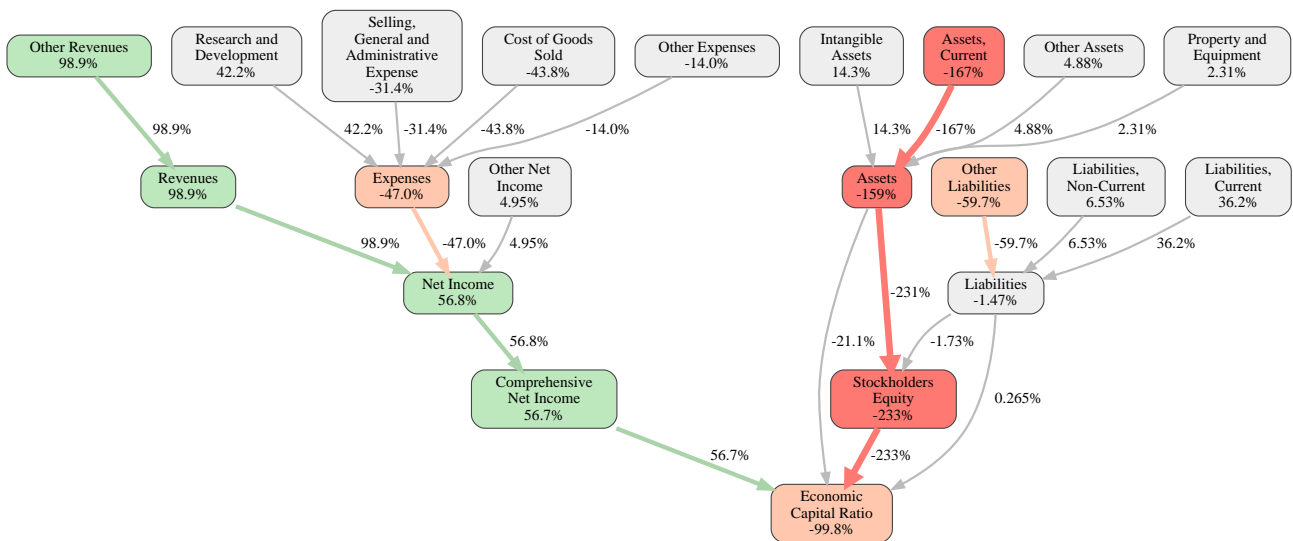 Other Revenues
98.9%
Research and
Development
42.2%
Selling,
General and
Administrative
Expense
-31.4%
Cost of Goods
Sold
-43.8%
Other Expenses
-14.0%
Intangible
Assets
14.3%
Assets,
Current
-167%
Other Assets
4.88%
Property and
Equipment
2.31%
98.9%
42.2%
-31.4%
-43.8%
-14.0%
14.3%
-167%
4.88%
2.31%
Revenues
98.9%
Expenses
-47.0%
Other Net
Income
4.95%
Assets
-159%
Other
Liabilities
-59.7%
Liabilities,
Non-Current
6.53%
Liabilities,
Current
36.2%
98.9%
-47.0%
4.95%
-59.7%
6.53%
36.2%
Net Income
56.8%
-231%
Liabilities
-1.47%
56.8%
-21.1%
-1.73%
Comprehensive
Net Income
56.7%
Stockholders
Equity
-233%
0.265%
56.7%
-233%
Economic
Capital Ratio
-99.8%